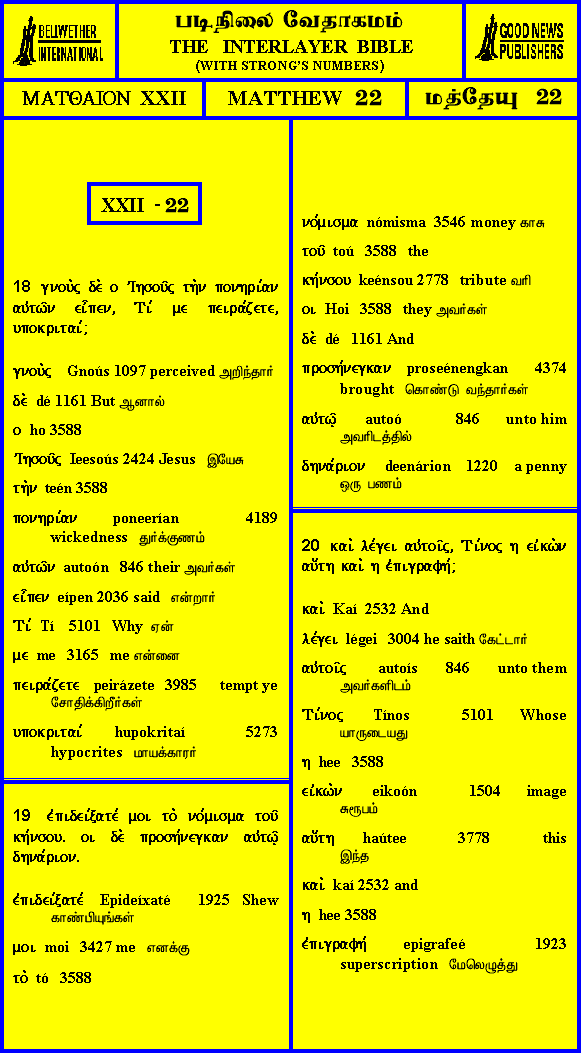 BELLWETHER
INTERNATIONAL
படிநிலை வேதாகமம்
THE INTERLAYER BIBLE
(WITH STRONG'S NUMBERS)
GOOD NEWS
PUBLISHERS
ΜΑΤΘΑΙΟΝ XXII
MATTHEW 22
மத்தேயு 22
XXII - 22
18 γνοὺς δὲ ο Ἰησοῦς τὴν πονηρίαν
αὐτῶν εἶπεν, Τί με πειράζετε,
υποκριταί;
γνοὺς Gnoús 1097 perceived அறிந்தார்
δὲ dé 1161 But ஆனால்
ο ho 3588
Ἰησοῦς Ieesoús 2424 Jesus இயேசு
τὴν teén 3588
πονηρίαν poneerían 4189
wickedness துர்க்குணம்
αὐτῶν autoón 846 their அவர்கள்
εἶπεν eípen 2036 said என்றார்
Τί Tí 5101 Why ஏன்
με me 3165 me என்னை
πειράζετε peirázete 3985 tempt ye
சோதிக்கிறீர்கள்
υποκριταί hupokritaí 5273
hypocrites மாயக்காரர்
19 ἐπιδείξατέ μοι τὸ νόμισμα τοῦ
κήνσου. οι δὲ προσήνεγκαν αὐτῷ
δηνάριον.
ἐπιδείξατέ Epideíxaté 1925 Shew
காண்பியுங்கள்
μοι moi 3427 me எனக்கு
τὸ tó 3588
νόμισμα nómisma 3546 money காசு
τοῦ toú 3588 the
κήνσου keénsou 2778 tribute வரி
οι Hoi 3588 they அவர்கள்
δὲ dé 1161 And
προσήνεγκαν proseénengkan 4374
brought கொண்டு வந்தார்கள்
αὐτῷ autoó 846 unto him
அவரிடத்தில்
δηνάριον deenárion 1220 a penny
ஒரு பணம்
20 καὶ λέγει αὐτοῖς, Τίνος η εἰκὼν
αὕτη καὶ η ἐπιγραφή;
καὶ Kaí 2532 And
λέγει légei 3004 he saith கேட்டார்
αὐτοῖς autoís 846 unto them
அவர்களிடம்
Τίνος Tínos 5101 Whose
யாருடையது
η hee 3588
εἰκὼν eikoón 1504 image
சுரூபம்
αὕτη haútee 3778 this
இந்த
καὶ kaí 2532 and
η hee 3588
ἐπιγραφή epigrafeé 1923
superscription மேலெழுத்து